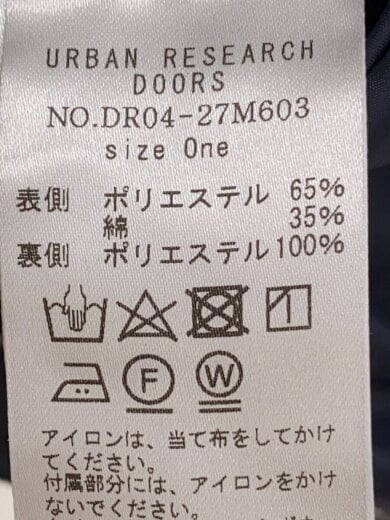 URBAN RESEARCH
DOORS
NO.DR04-27M603
size One
表側 ポリエステル 65%
綿 35%
裏側 ポリエステル 100%
F W
アイロンは、当て布をしてかけ
てください。
付属部分には、アイロンをかけ
ないでください。